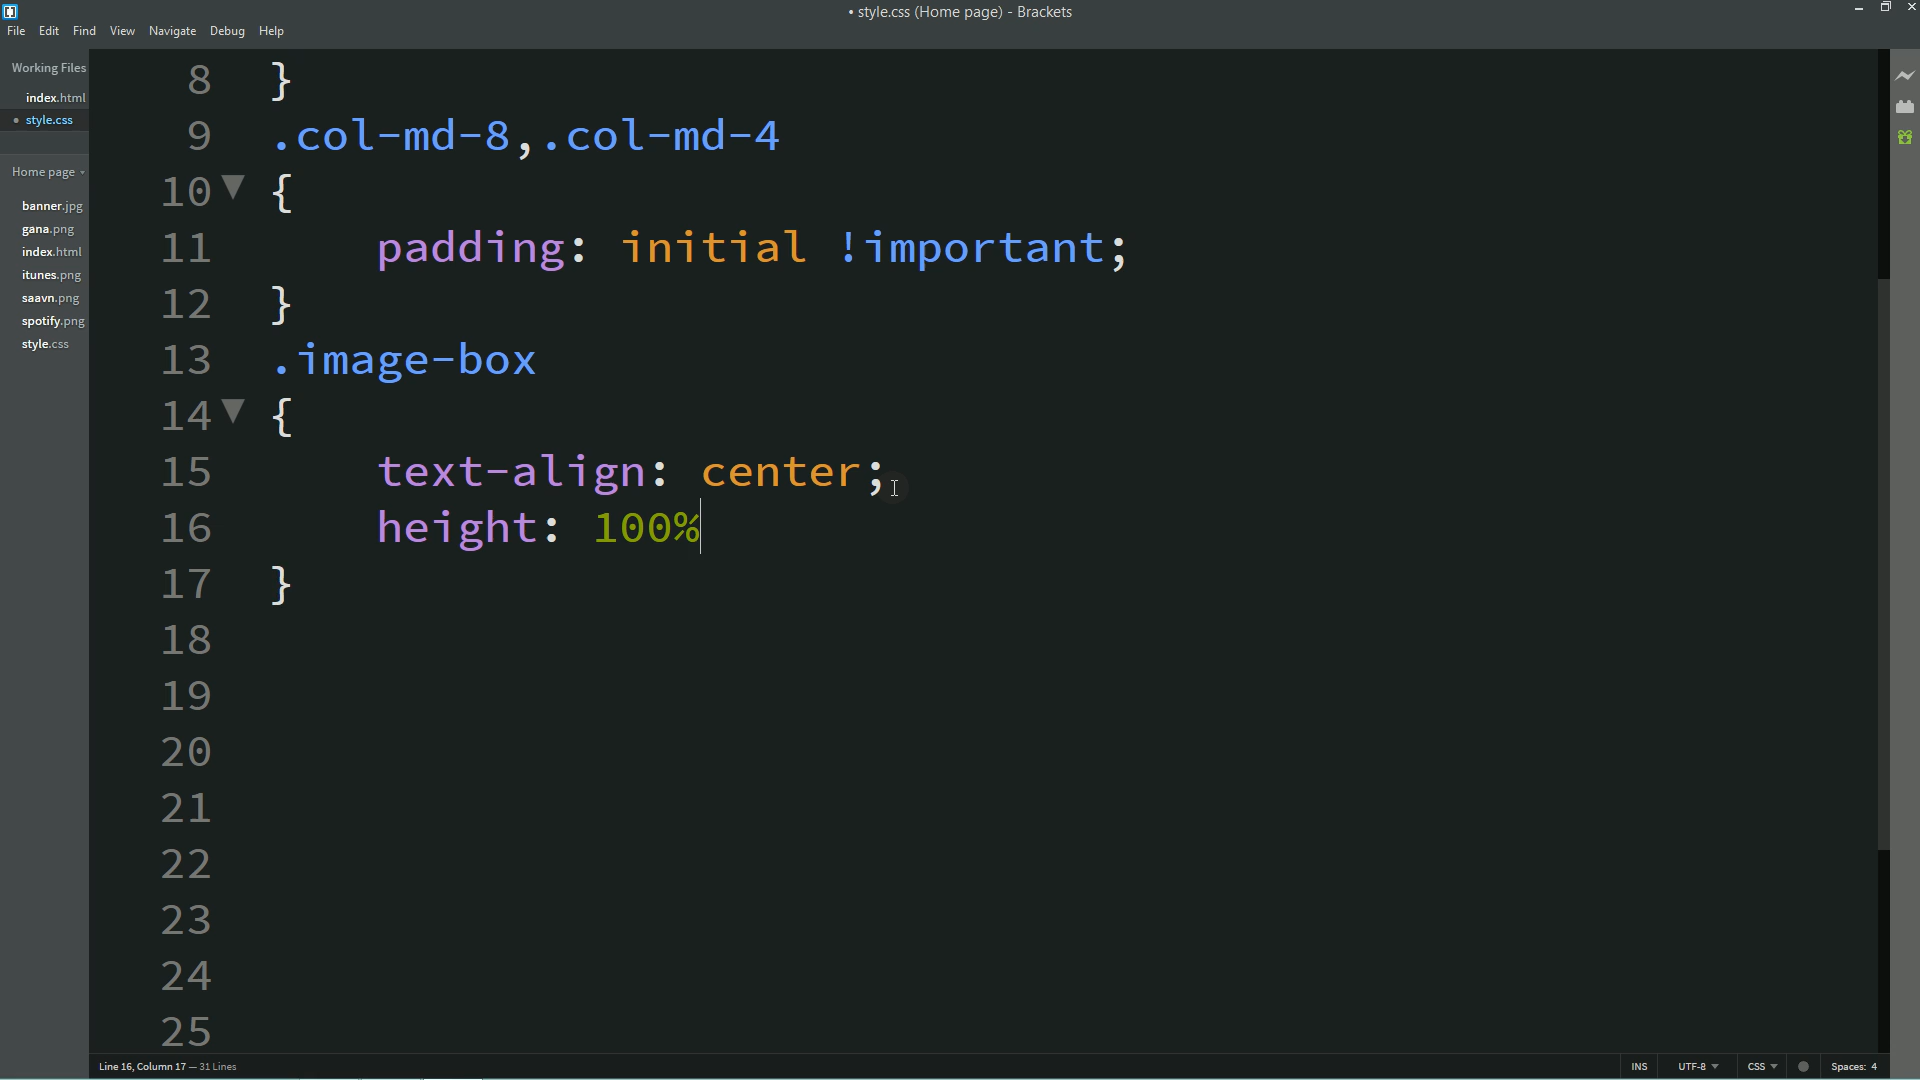 • style.css (Home page) - Brackets
File Edit Find View Navigate Debug Help
Working Files
index.html
• style.css
Home page
banner.jpg
gana.png
index.html
itunes.png
saavn.png
spotify.png
style.css
8 }
9 .col-md-8,.col-md-4
10 {
11 padding: initial !important;
12 }
13 .image-box
14 {
15 text-align: center;
16 height: 100%
17 }
18
19
20
21
22
23
24
25
Line 16, Column 17 — 31 Lines
INS UTF-8 CSS Spaces: 4